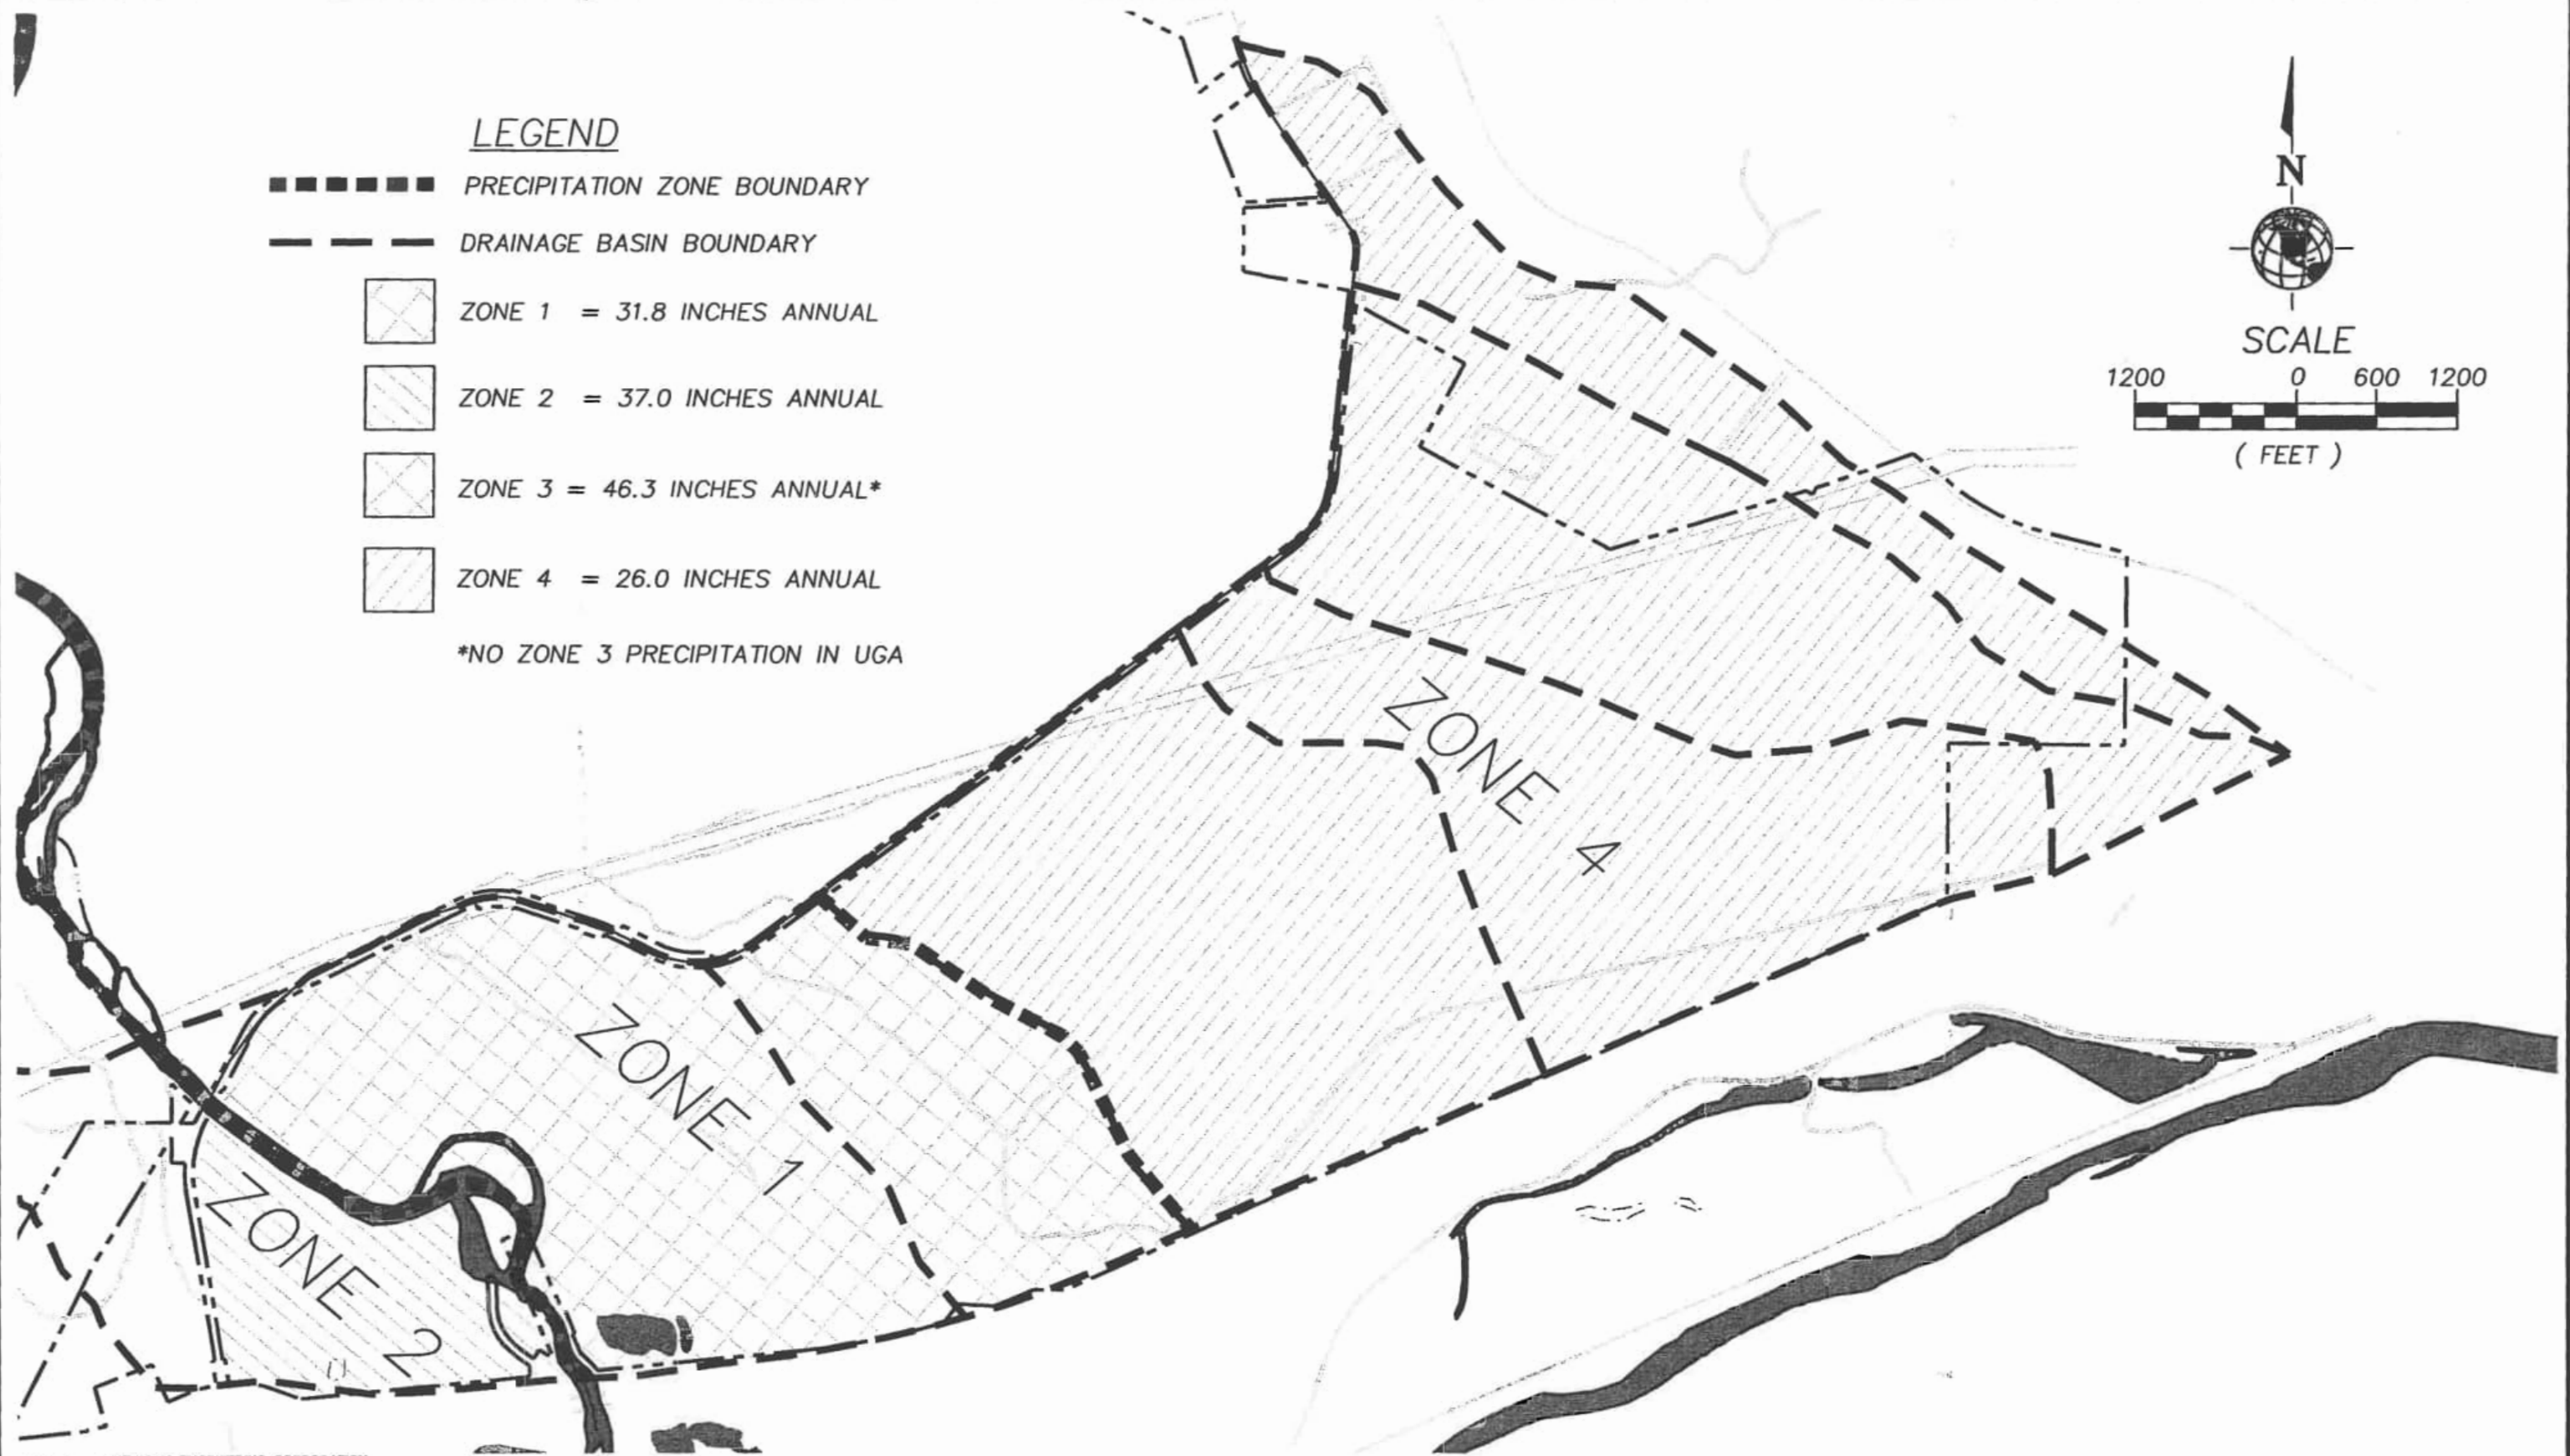 LEGEND
PRECIPITATION ZONE BOUNDARY
DRAINAGE BASIN BOUNDARY
ZONE 1 = 31.8 INCHES ANNUAL
ZONE 2 = 37.0 INCHES ANNUAL
ZONE 3 = 46.3 INCHES ANNUAL*
ZONE 4 = 26.0 INCHES ANNUAL
*NO ZONE 3 PRECIPITATION IN UGA
N
SCALE
1200 0 600 1200
( FEET )
ZONE 4
ZONE 1
ZONE 2